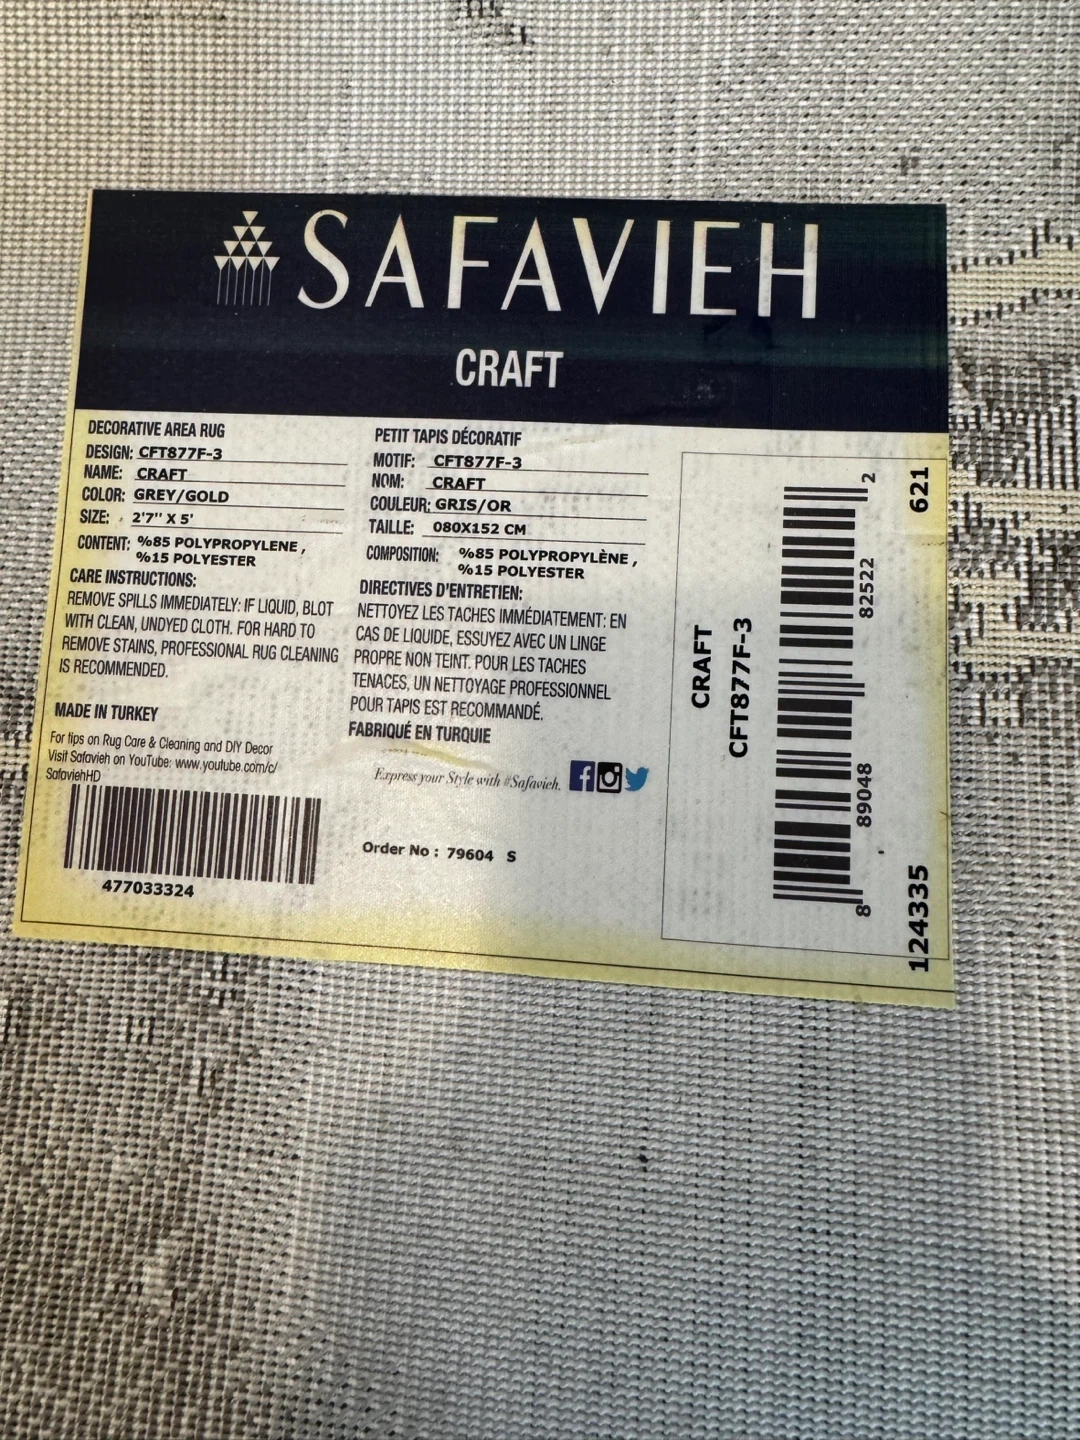 SAFAVIEH
CRAFT
DECORATIVE AREA RUG
DESIGN: CFT877F-3
NAME: CRAFT
COLOR: GREY/GOLD
SIZE: 2'7" X 5'
CONTENT: %85 POLYPROPYLENE ,
%15 POLYESTER
CARE INSTRUCTIONS:
REMOVE SPILLS IMMEDIATELY: IF LIQUID, BLOT
WITH CLEAN, UNDYED CLOTH. FOR HARD TO
REMOVE STAINS, PROFESSIONAL RUG CLEANING
IS RECOMMENDED.
MADE IN TURKEY
For tips on Rug Care & Cleaning and DIY Decor
Visit Safavieh on YouTube: www.youtube.com/c/
SafaviehHD
477033324
PETIT TAPIS DÉCORATIF
MOTIF: CFT877F-3
NOM: CRAFT
COULEUR: GRIS/OR
TAILLE: 080X152 CM
COMPOSITION: %85 POLYPROPYLÈNE ,
%15 POLYESTER
DIRECTIVES D'ENTRETIEN:
NETTOYEZ LES TACHES IMMÉDIATEMENT: EN
CAS DE LIQUIDE, ESSUYEZ AVEC UN LINGE
PROPRE NON TEINT. POUR LES TACHES
TENACES, UN NETTOYAGE PROFESSIONNEL
POUR TAPIS EST RECOMMANDÉ.
FABRIQUÉ EN TURQUIE
Express your Style with #Safavieh.
Order No : 79604 S
CRAFT
CFT877F-3
8 89048 82522 2
124335 621